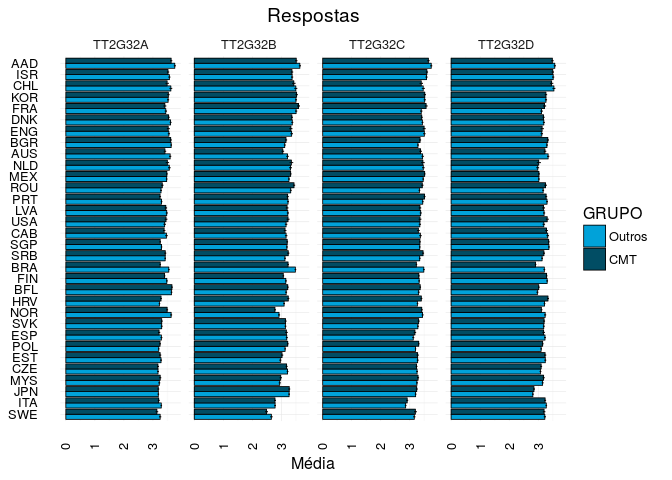 Respostas
TT2G32A TT2G32B TT2G32C TT2G32D
AAD
ISR
CHL
KOR
FRA
DNK
ENG
BGR
AUS
NLD
MEX
ROU
PRT
LVA
USA
CAB
SGP
SRB
BRA
FIN
BFL
HRV
NOR
SVK
ESP
POL
EST
CZE
MYS
JPN
ITA
SWE
GRUPO
Outros
CMT
0 1 2 3 0 1 2 3 0 1 2 3 0 1 2 3
Média